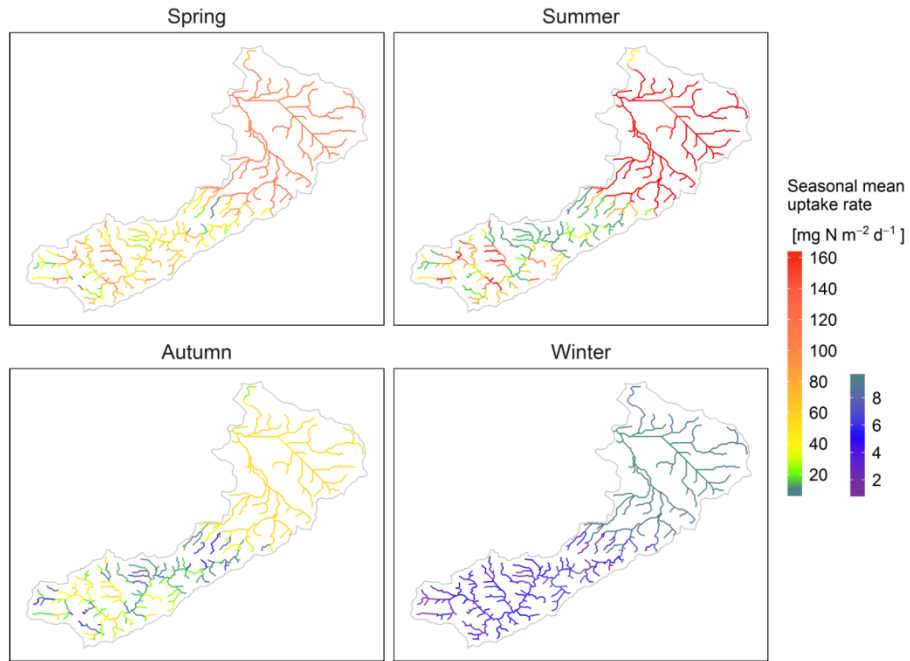 Spring
Summer
Seasonal mean
uptake rate
[mg N m⁻² d⁻¹ ]
160
140
120
100
80
60
40
20
8
6
4
2
Autumn
Winter